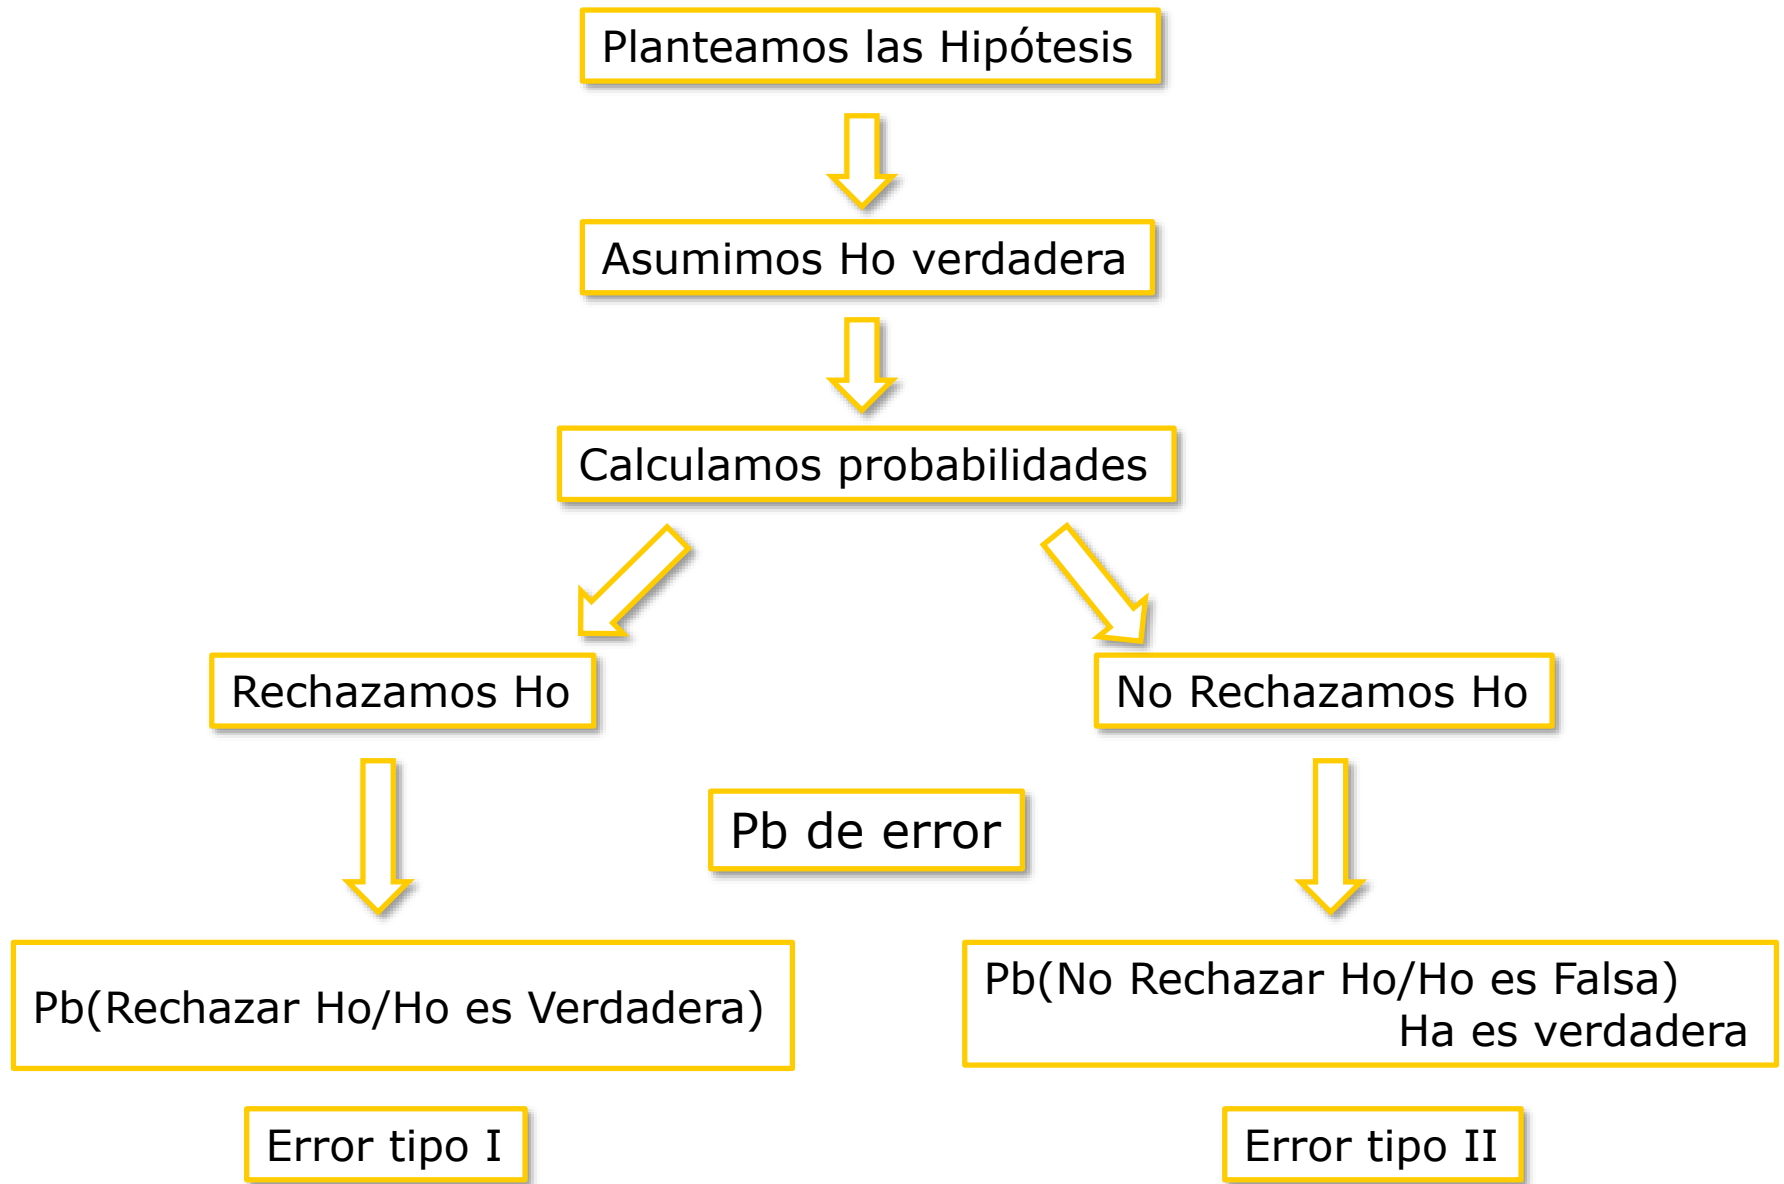 Planteamos las Hipótesis
Asumimos Ho verdadera
Calculamos probabilidades
Rechazamos Ho
No Rechazamos Ho
Pb de error
Pb(Rechazar Ho/Ho es Verdadera)
Pb(No Rechazar Ho/Ho es Falsa)
Ha es verdadera
Error tipo I
Error tipo II